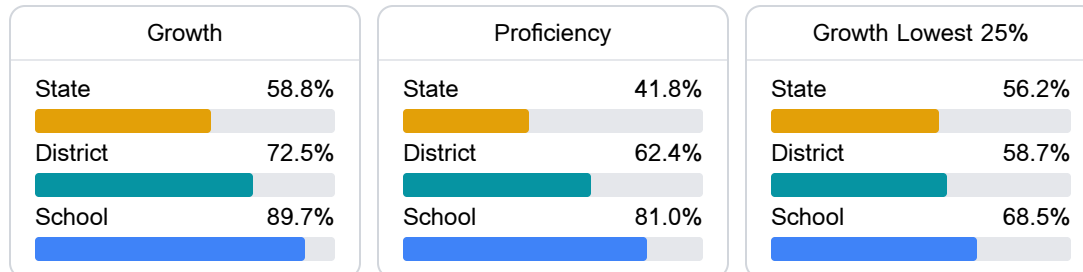 Growth
State 58.8%
District 72.5%
School 89.7%
Proficiency
State 41.8%
District 62.4%
School 81.0%
Growth Lowest 25%
State 56.2%
District 58.7%
School 68.5%